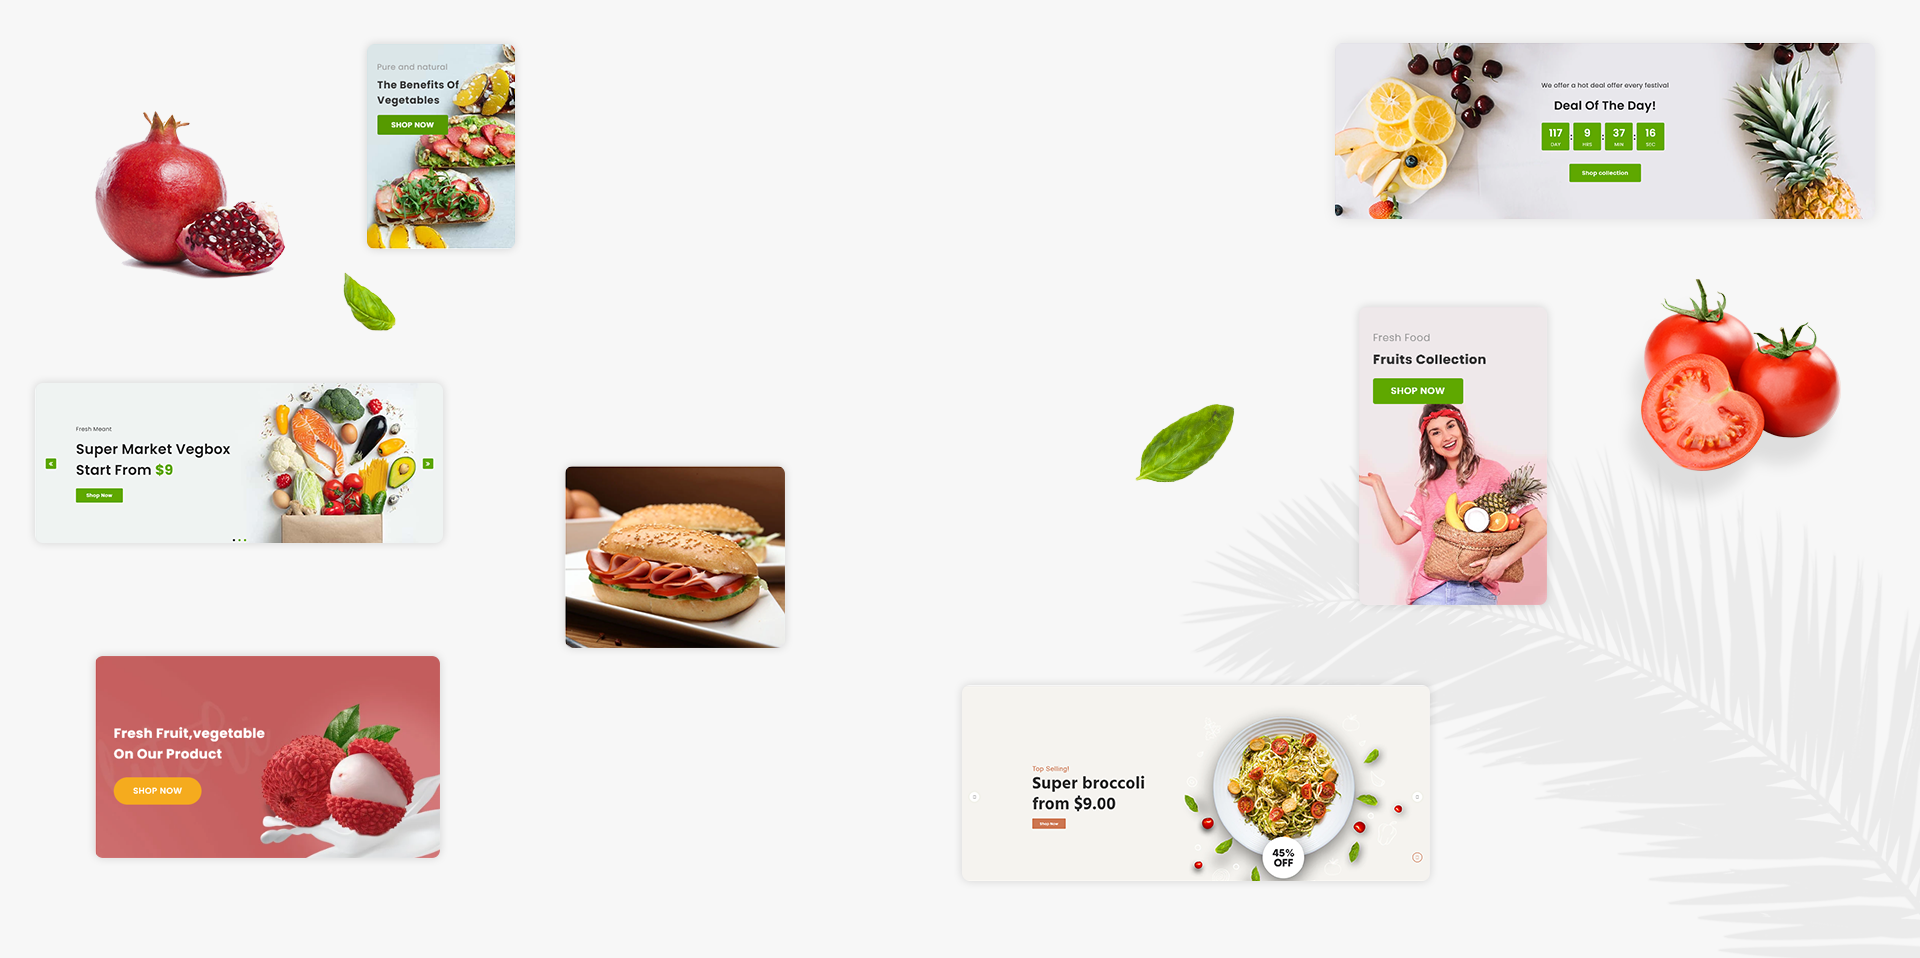 Pure and natural
The Benefits Of
Vegetables
SHOP NOW
We offer a hot deal offer every festival
Deal Of The Day!
117 : 9 : 37 : 16
DAY HRS MIN SEC
Shop collection
Fresh Food
Fruits Collection
SHOP NOW
Fresh Meant
Super Market Vegbox
Start From $9
Shop Now
Fresh Fruit,vegetable
On Our Product
SHOP NOW
Top Selling!
Super broccoli
from $9.00
Shop Now
45%
OFF